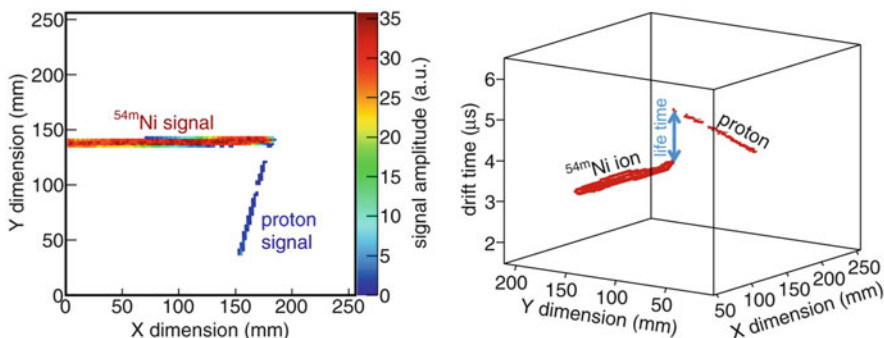 250
200
150
100
50
0
Y dimension (mm)
⁵⁴ᵐNi signal
proton
signal
0 50 100 150 200 250
X dimension (mm)
35
30
25
20
15
10
5
0
signal amplitude (a.u.)
6
5
4
3
2
drift time (μs)
life time
proton
⁵⁴ᵐNi ion
200 150 100 50
Y dimension (mm)
50 100 150 200 250
X dimension (mm)